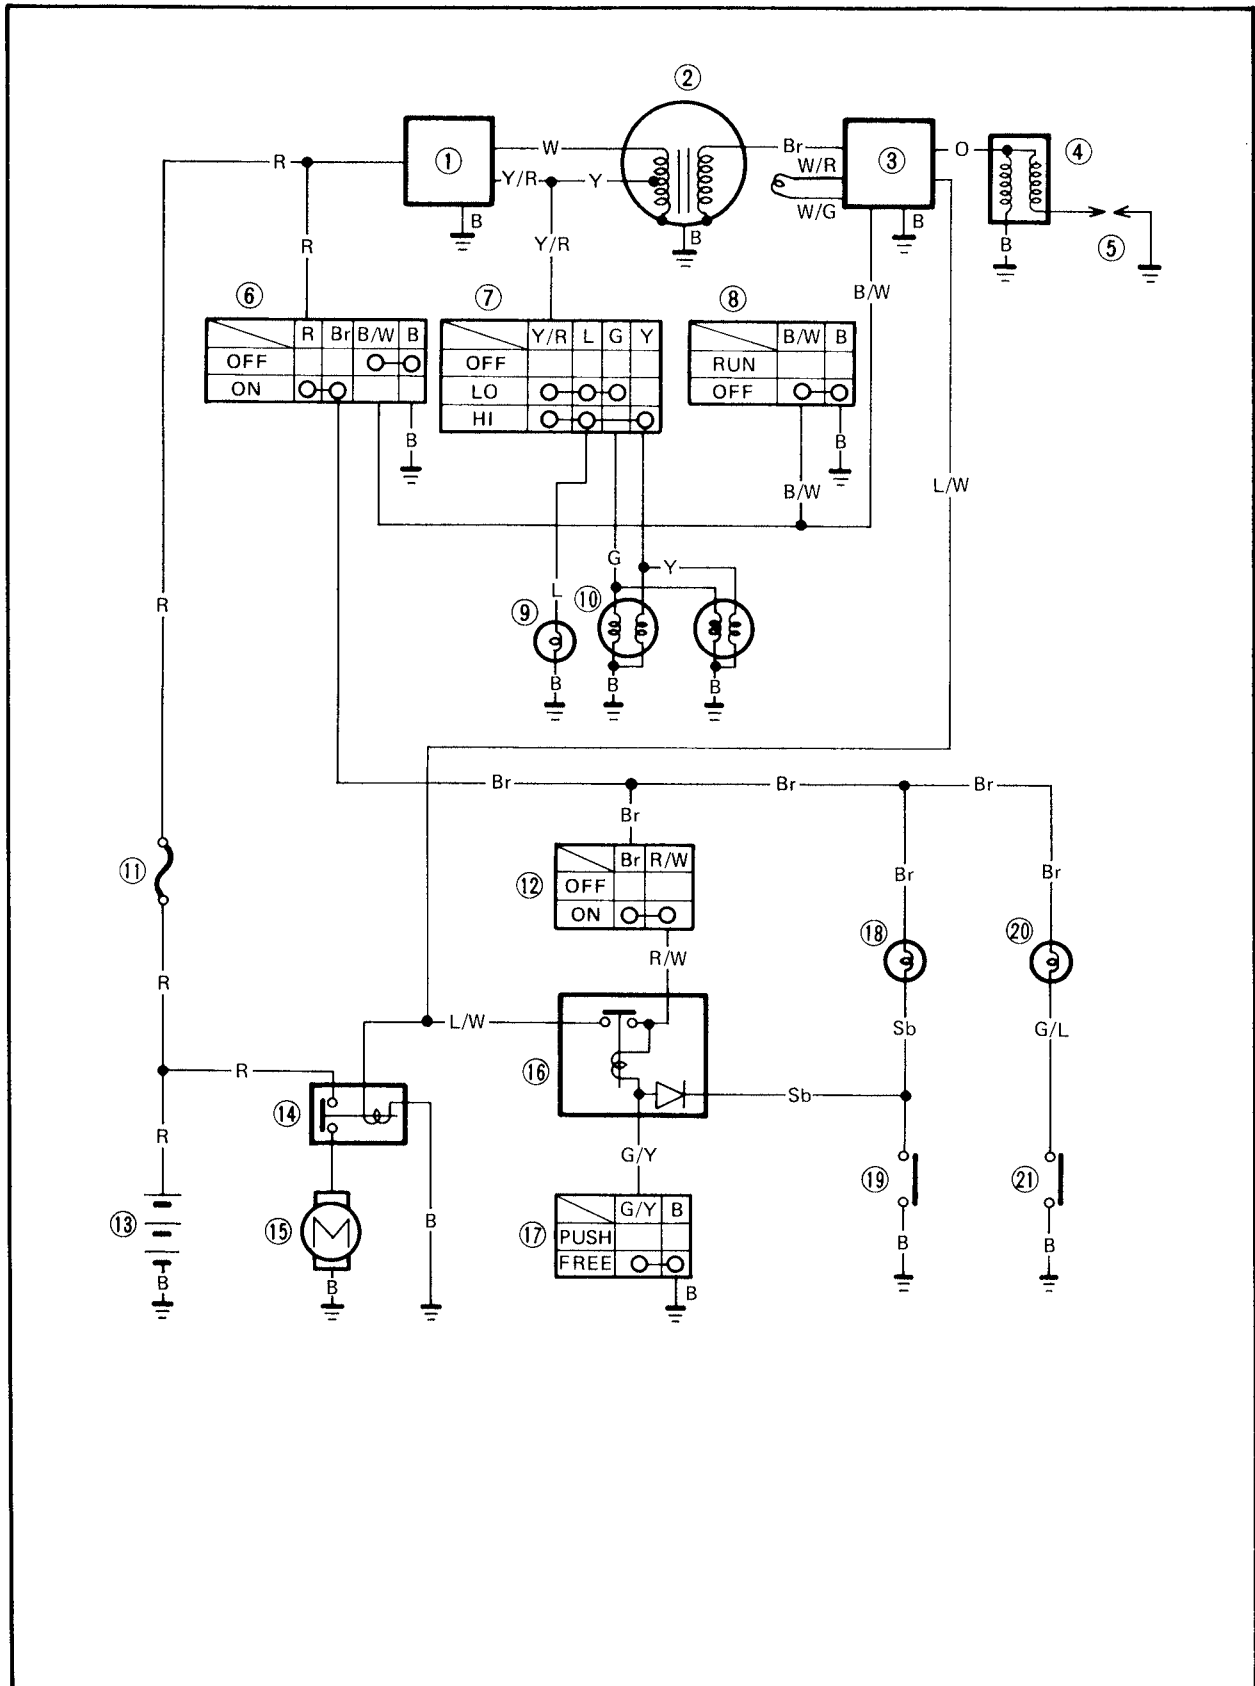 ②
① ③ ④
R W Br O
W/R
Y/R Y
W/G
B B B B
⑤
R Y/R
B/W
⑥ ⑦ ⑧
R Br B/W B
OFF
ON
Y/R L G Y
OFF
LO
HI
B/W B
RUN
OFF
B B
B/W L/W
G Y
R L
⑨ ⑩
B B B
Br Br Br
Br
⑪
⑫
Br R/W
OFF
ON
Br Br
⑱ ⑳
R R/W
L/W Sb G/L
⑯
R
⑭
Sb
R G/Y
⑬ ⑮ B
⑰
G/Y B
PUSH
FREE
⑲ ㉑
B B
B B B